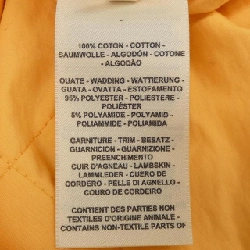 100% COTON - COTTON -
BAUMWOLLE - ALGODÓN - COTONE
- ALGODÃO
OUATE - WADDING - WATTIERUNG -
GUATA - OVATTA - ESTOFAMENTO
95% POLYESTER - POLIESTERE -
POLIÉSTER
5% POLYAMIDE - POLYAMID -
POLIAMMIDE - POLIAMIDA
GARNITURE - TRIM - BESATZ -
GUARNICION - GUARNIZIONE -
PREENCHIMENTO
CUIR D'AGNEAU - LAMBSKIN -
LAMMLEDER - CUERO DE
CORDERO - PELLE DI AGNELLO -
COURO DE CORDEIRO
CONTIENT DES PARTIES NON
TEXTILES D'ORIGINE ANIMALE -
CONTAINS NON-TEXTILE PARTS OF